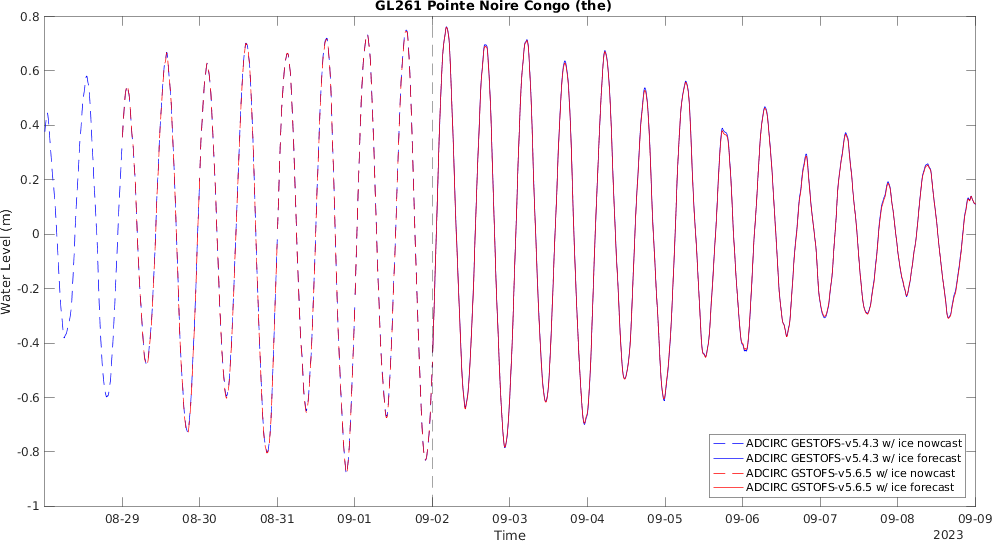 GL261 Pointe Noire Congo (the)
0.8
0.6
0.4
0.2
0
-0.2
-0.4
-0.6
-0.8
-1
Water Level (m)
ADCIRC GESTOFS-v5.4.3 w/ ice nowcast
ADCIRC GESTOFS-v5.4.3 w/ ice forecast
ADCIRC GSTOFS-v5.6.5 w/ ice nowcast
ADCIRC GSTOFS-v5.6.5 w/ ice forecast
08-29 08-30 08-31 09-01 09-02 09-03 09-04 09-05 09-06 09-07 09-08 09-09
Time
2023